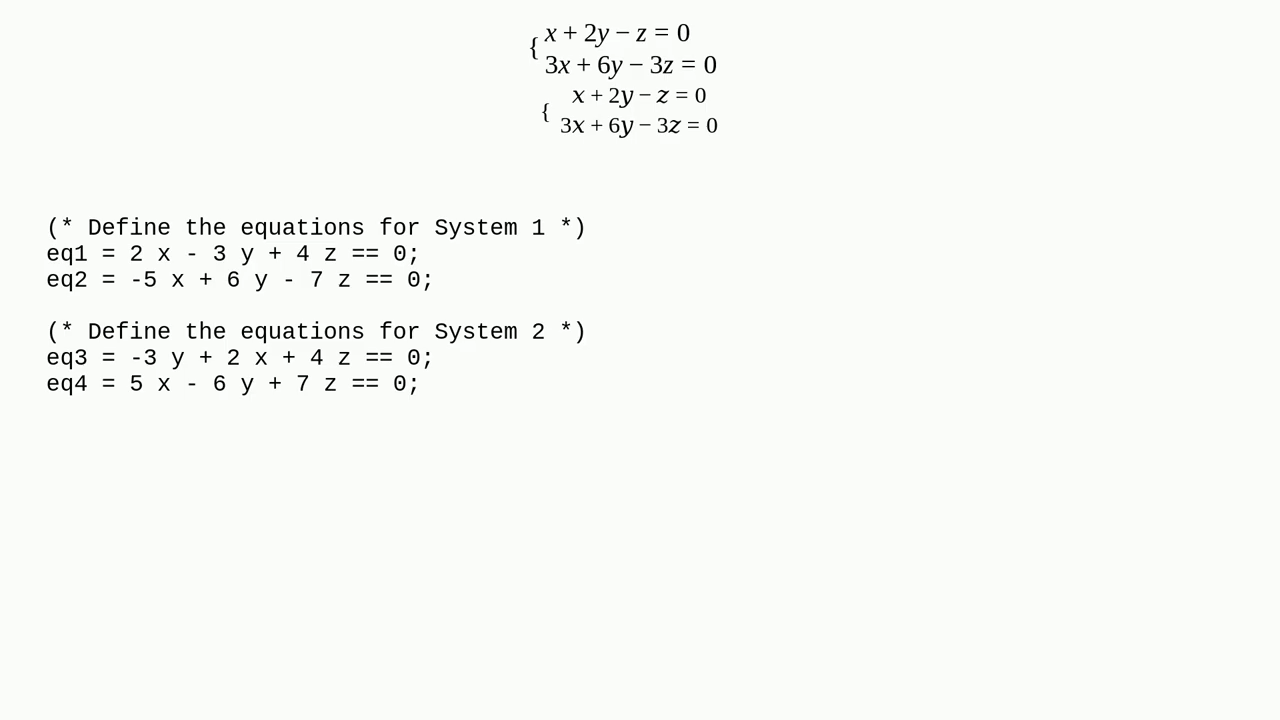 { x + 2y − z = 0
3x + 6y − 3z = 0
{ x + 2y − z = 0
3x + 6y − 3z = 0
(* Define the equations for System 1 *)
eq1 = 2 x - 3 y + 4 z == 0;
eq2 = -5 x + 6 y - 7 z == 0;
(* Define the equations for System 2 *)
eq3 = -3 y + 2 x + 4 z == 0;
eq4 = 5 x - 6 y + 7 z == 0;